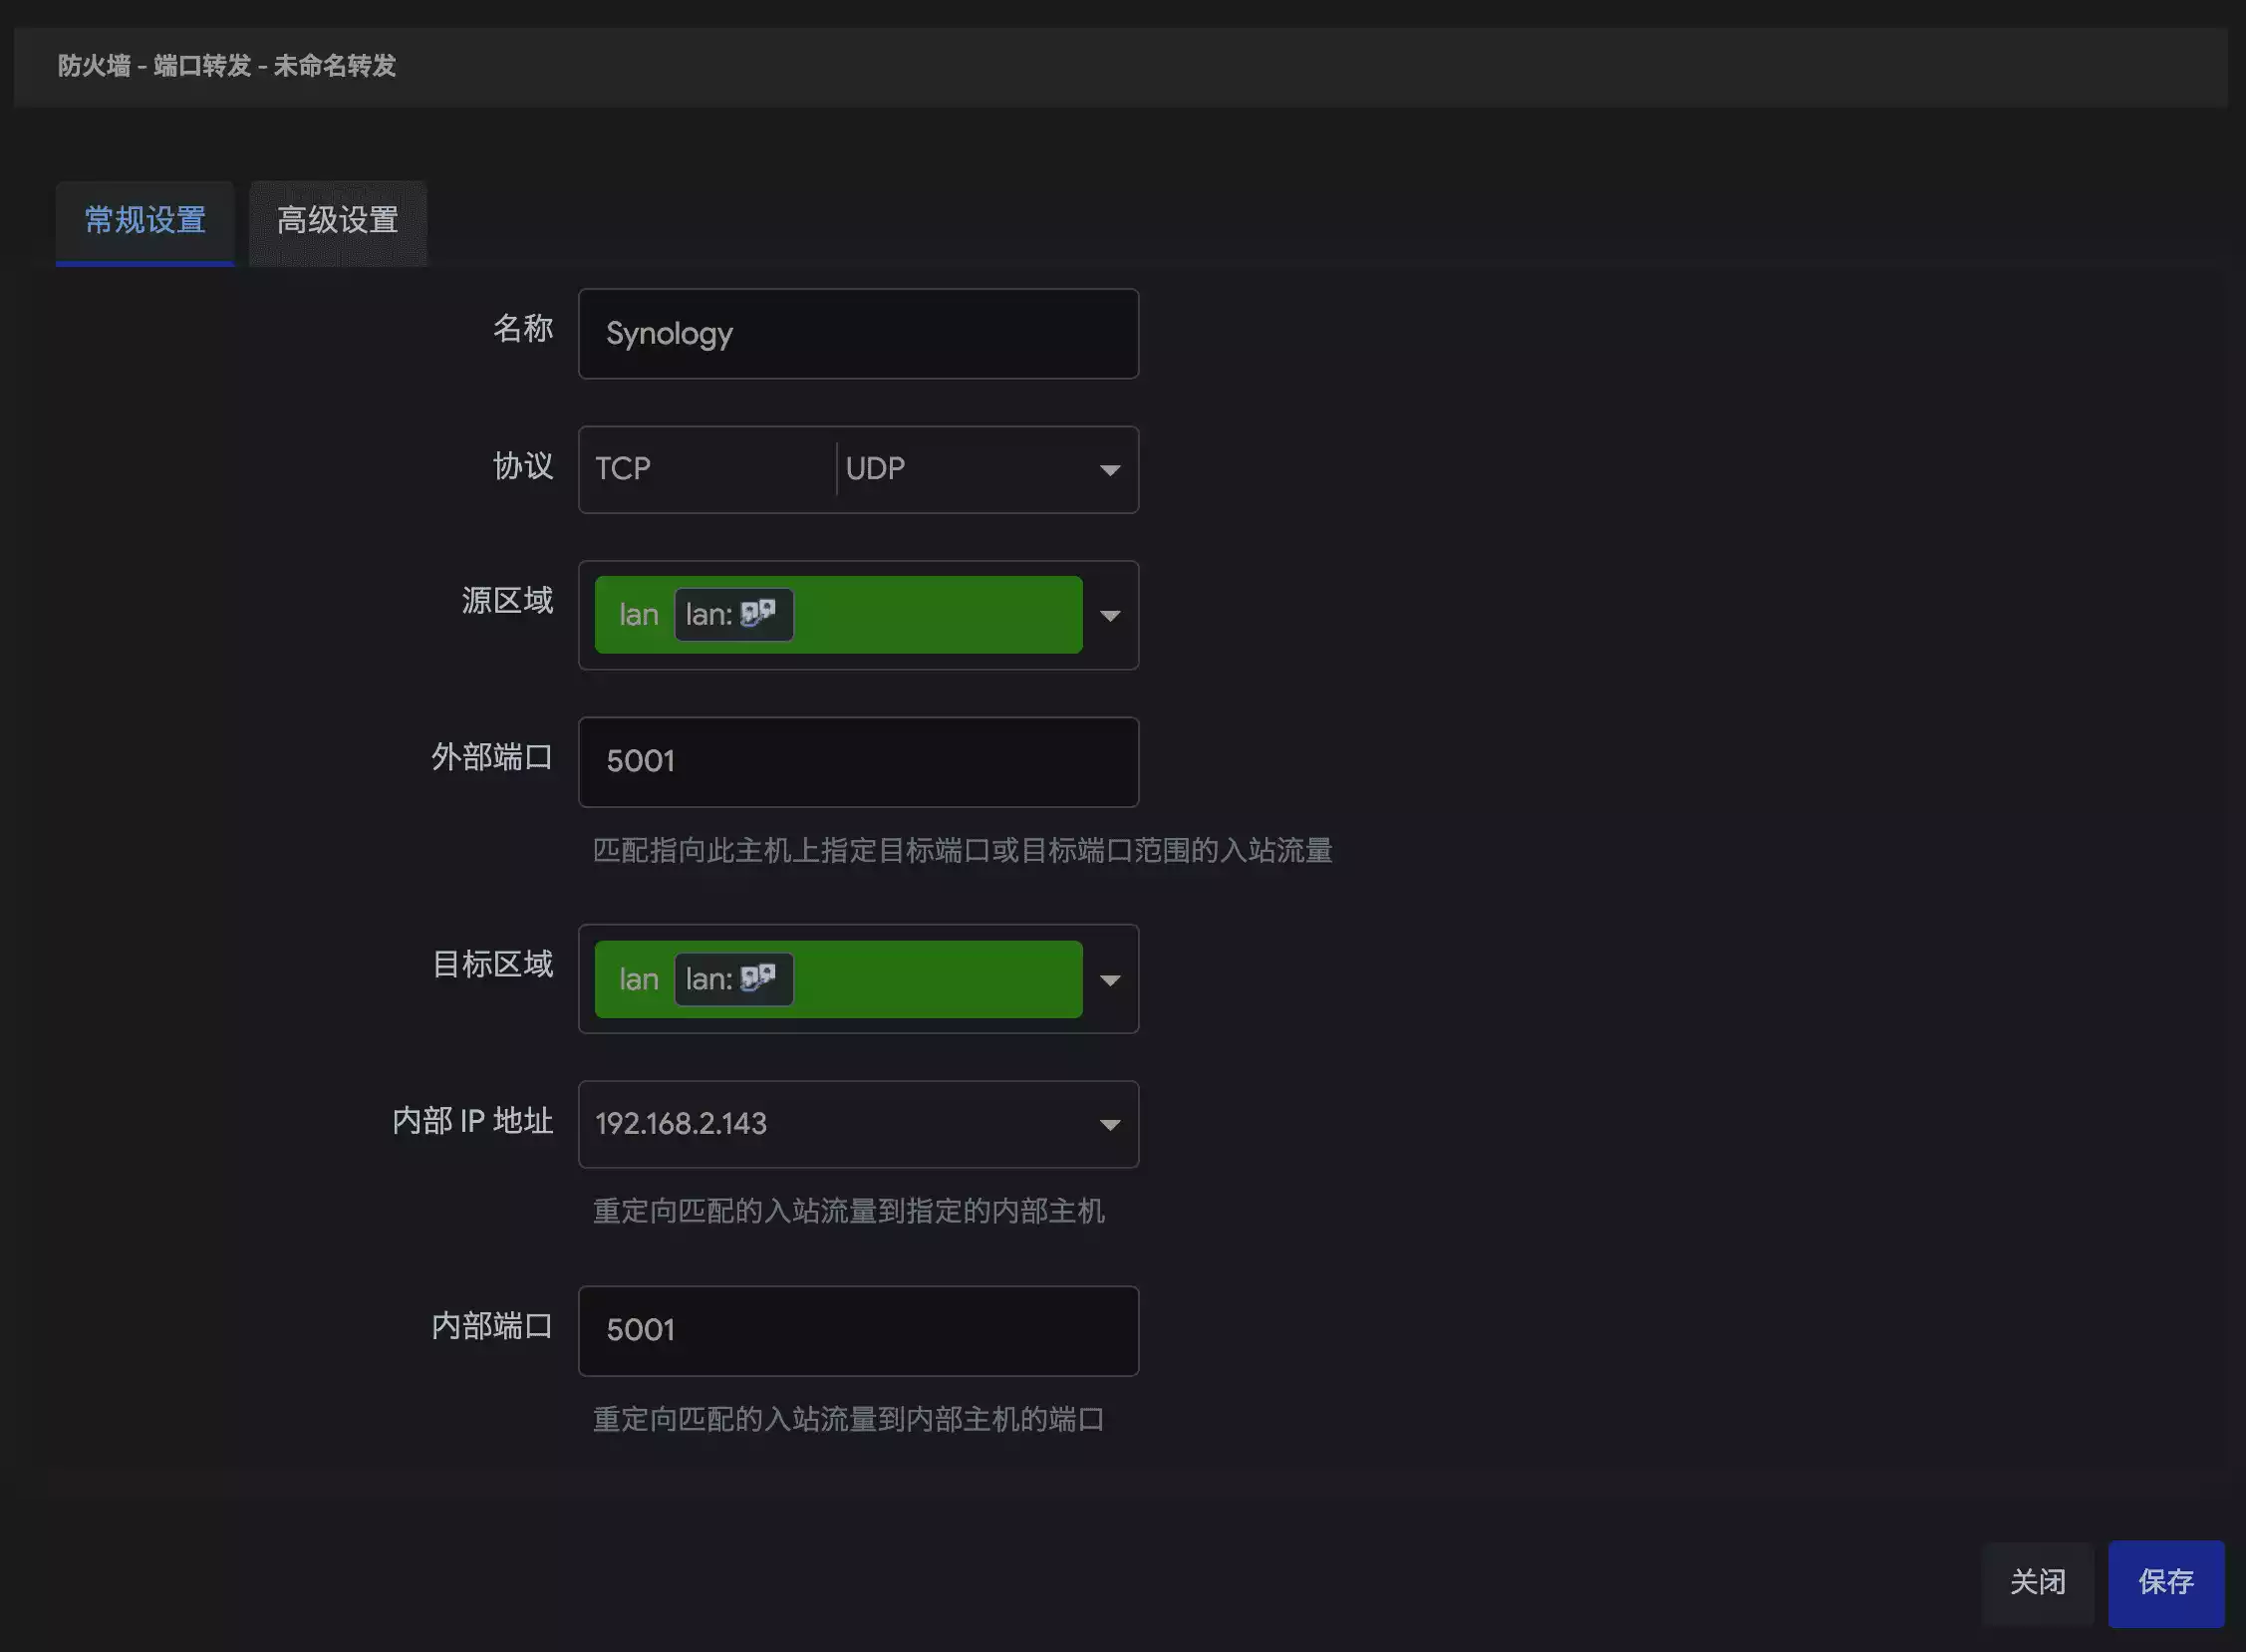 防火墙 - 端口转发 - 未命名转发
常规设置 高级设置
名称 Synology
协议 TCP UDP
源区域 lan lan:
外部端口 5001
匹配指向此主机上指定目标端口或目标端口范围的入站流量
目标区域 lan lan:
内部 IP 地址 192.168.2.143
重定向匹配的入站流量到指定的内部主机
内部端口 5001
重定向匹配的入站流量到内部主机的端口
关闭 保存